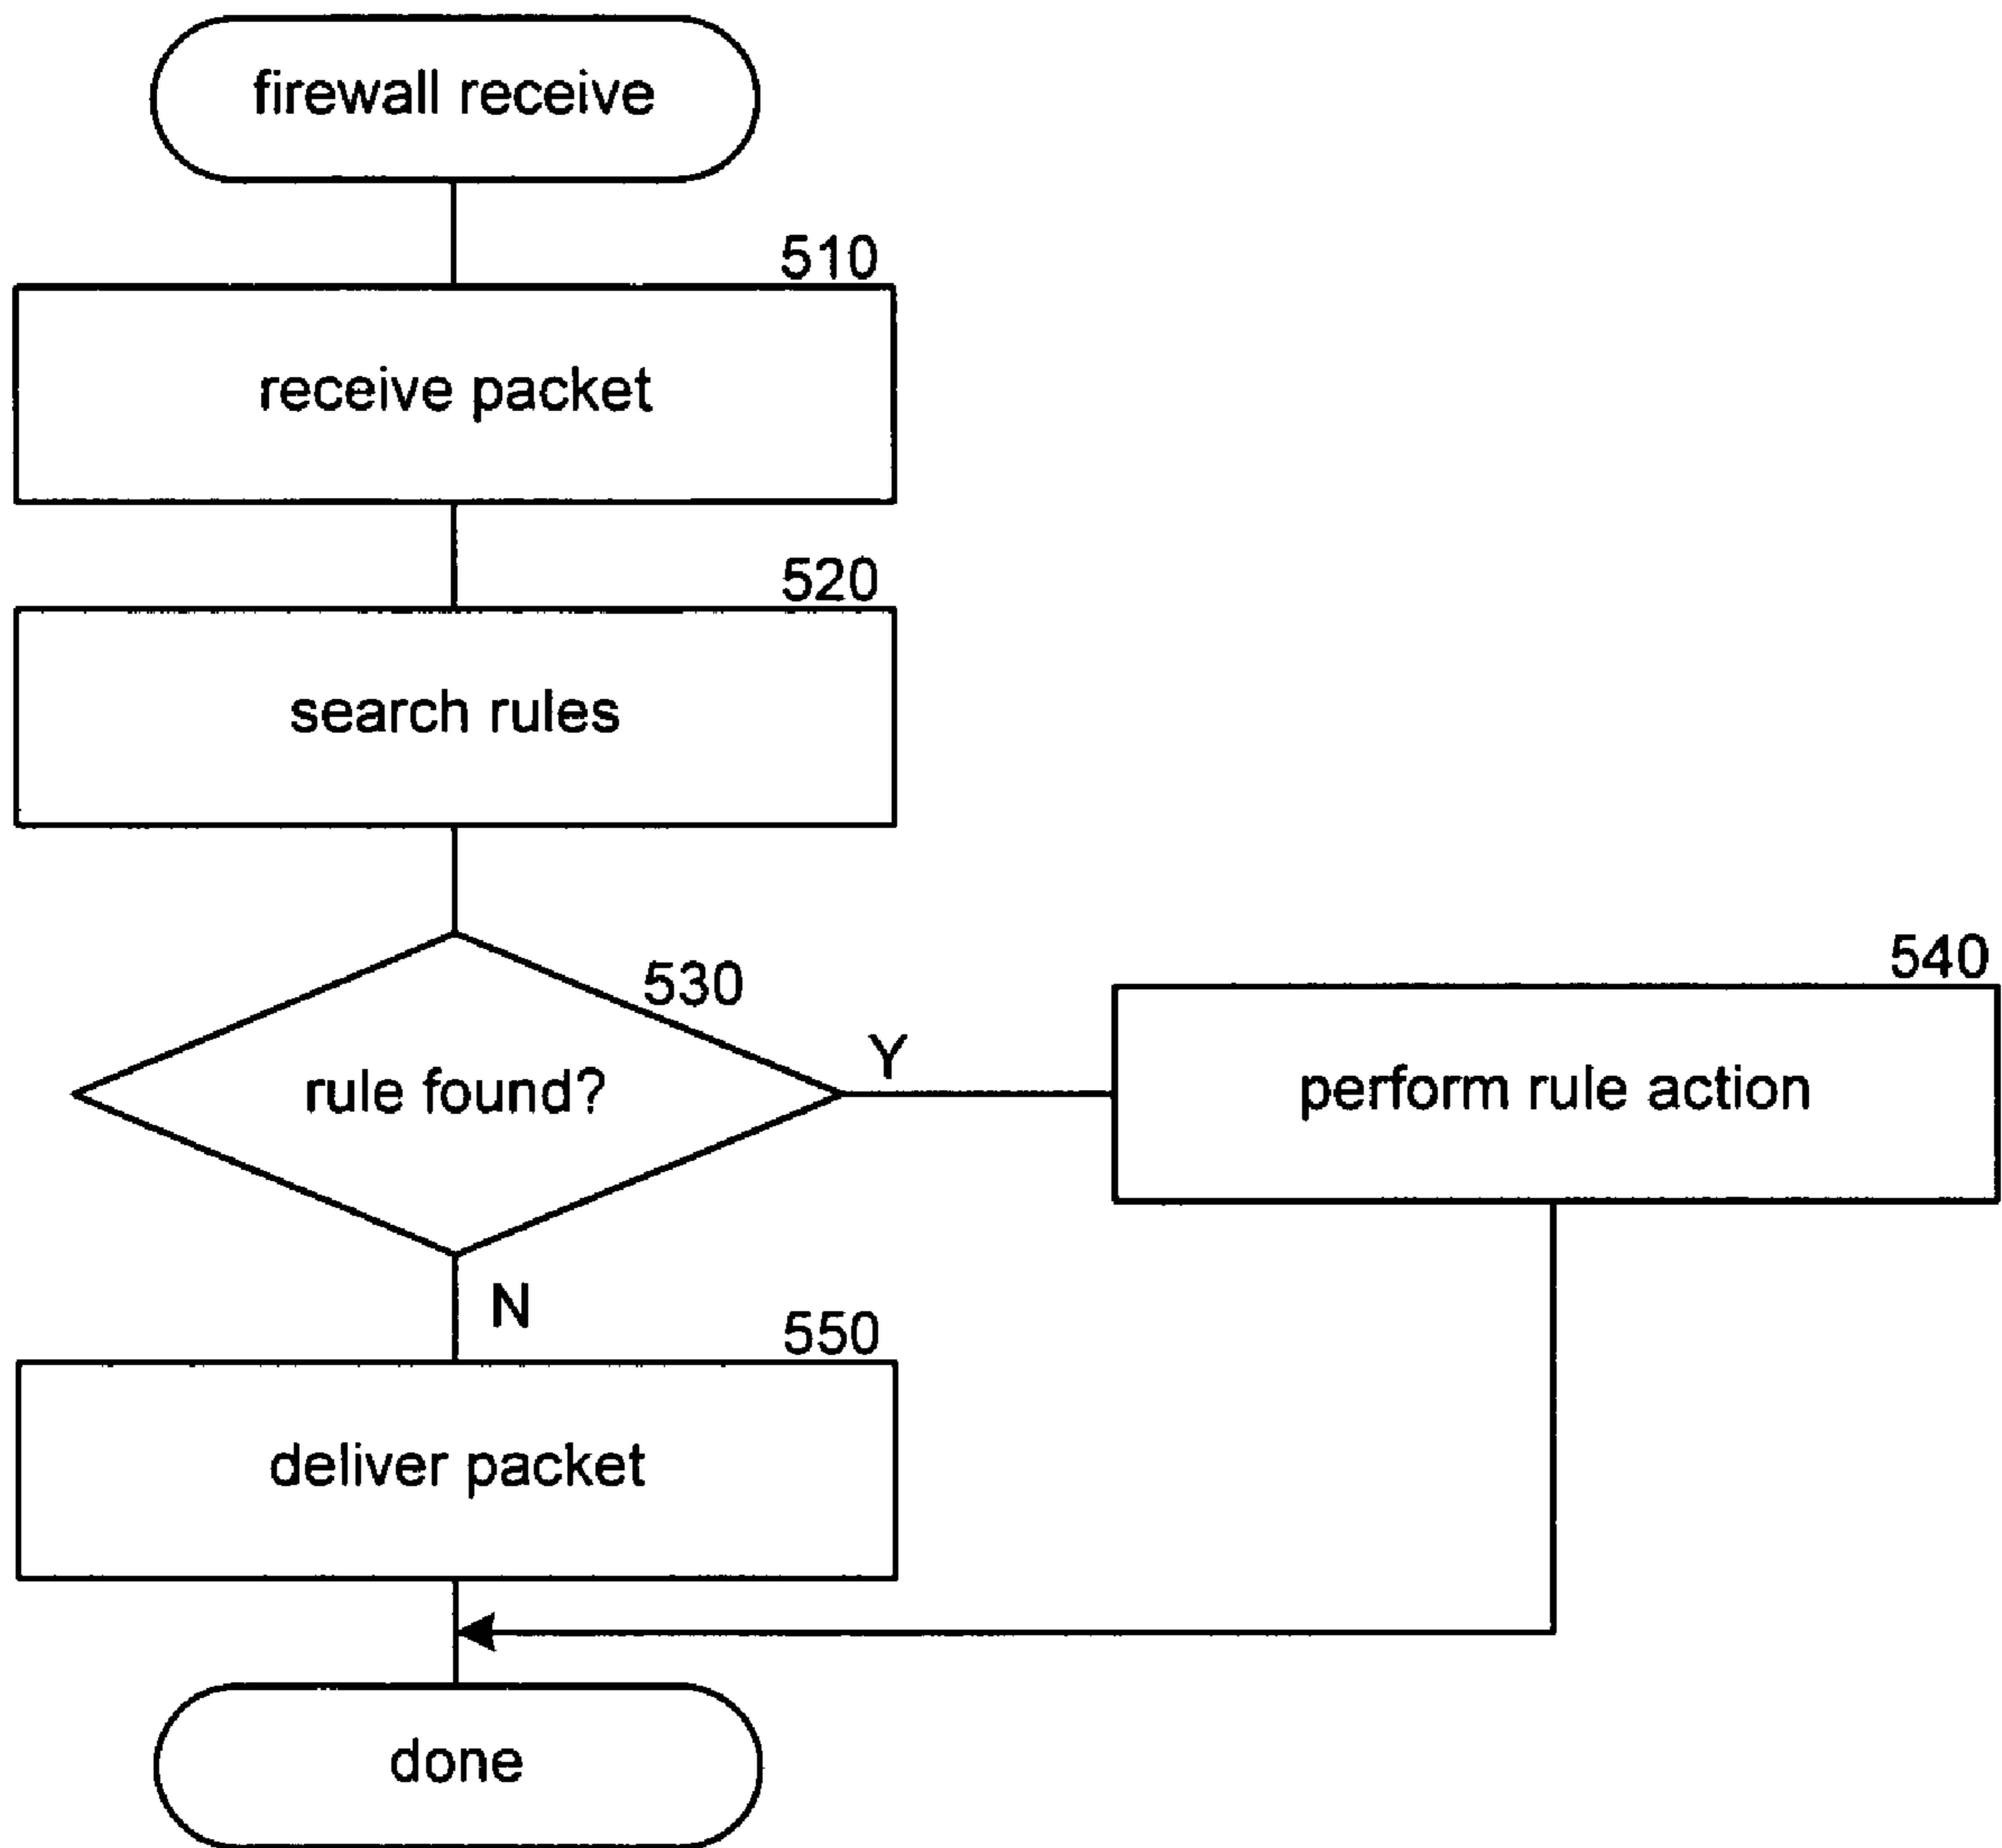 firewall receive
510
receive packet
520
search rules
530
rule found?
Y
540
perform rule action
N
550
deliver packet
done